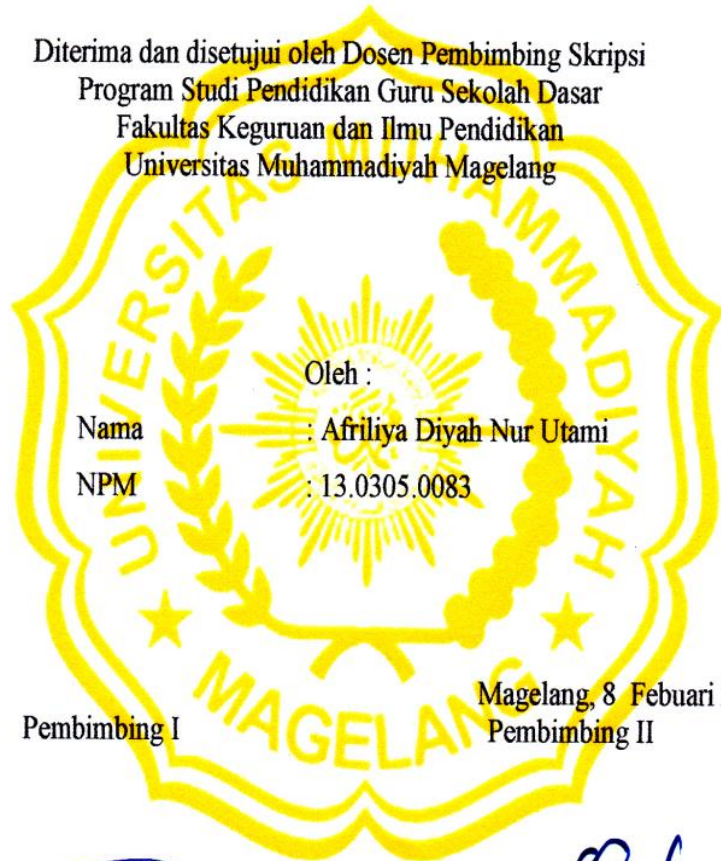 Diterima dan disetujui oleh Dosen Pembimbing Skripsi
Program Studi Pendidikan Guru Sekolah Dasar
Fakultas Keguruan dan Ilmu Pendidikan
Universitas Muhammadiyah Magelang
UNIVERSITAS MUHAMMADIYAH
Oleh :
Nama : Afriliya Diyah Nur Utami
NPM : 13.0305.0083
MAGELANG
Magelang, 8 Febuari
Pembimbing I Pembimbing II